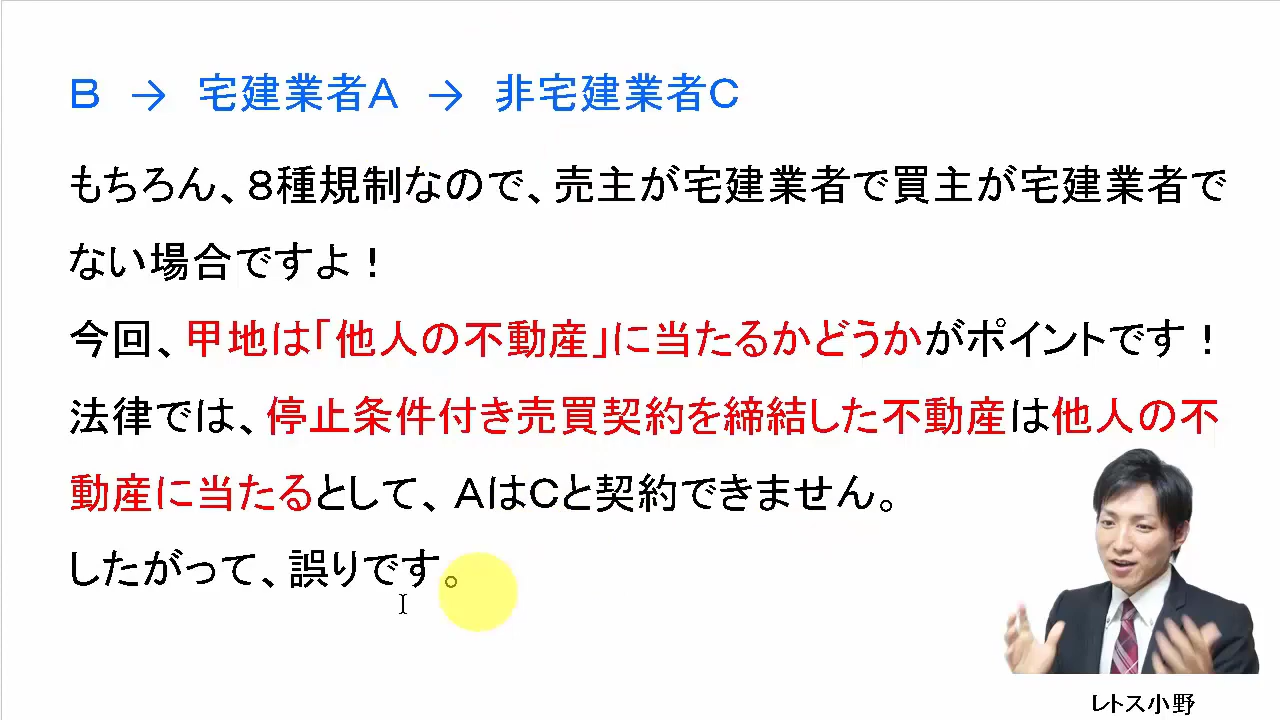 B → 宅建業者A → 非宅建業者C
もちろん、8種規制なので、売主が宅建業者で買主が宅建業者で
ない場合ですよ！
今回、甲地は「他人の不動産」に当たるかどうかがポイントです！
法律では、停止条件付き売買契約を締結した不動産は他人の不
動産に当たるとして、AはCと契約できません。
したがって、誤りです。
レトス小野